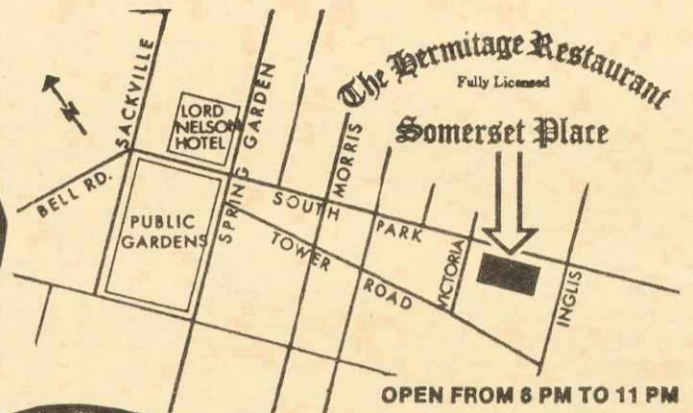 The Hermitage Restaurant
Fully Licensed
Somerset Place
N
SACKVILLE
LORD
NELSON
HOTEL
SPRING GARDEN
MORRIS
BELL RD.
PUBLIC
GARDENS
SOUTH PARK
TOWER ROAD
VICTORIA
INGLIS
OPEN FROM 6 PM TO 11 PM